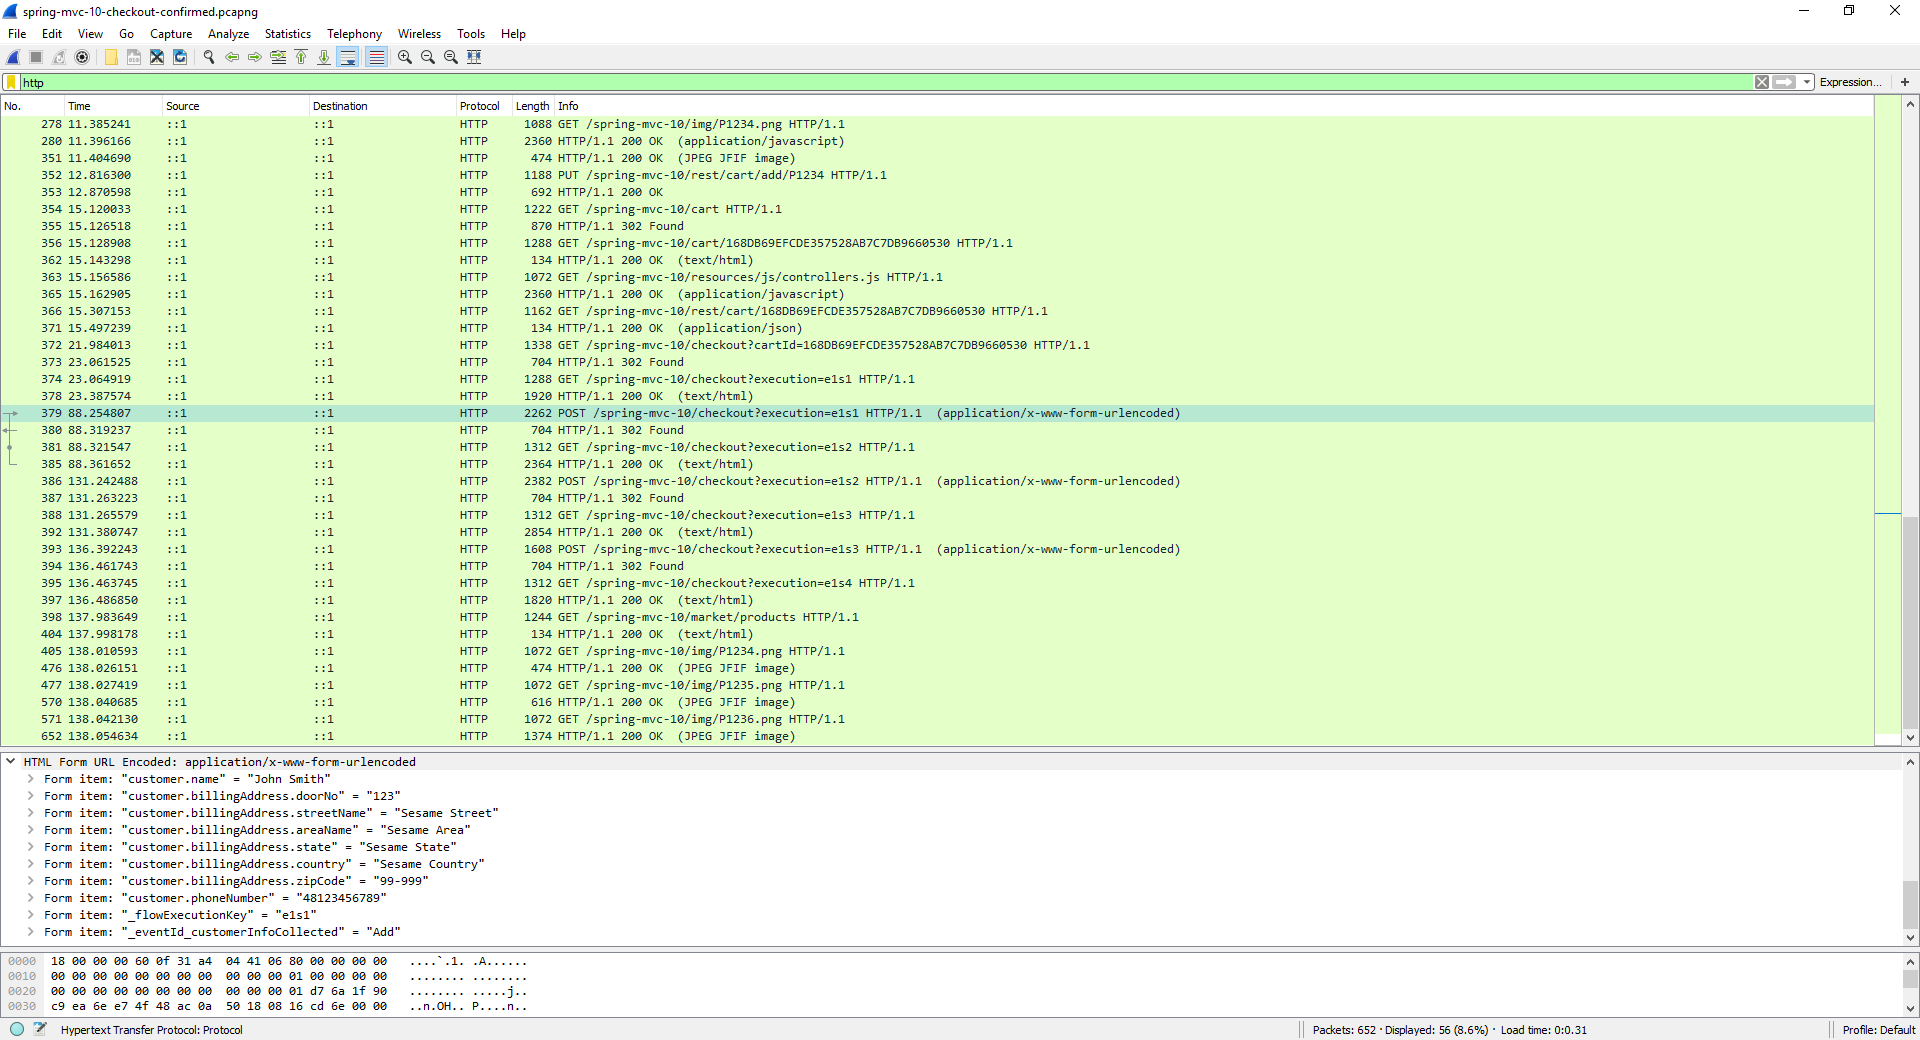 spring-mvc-10-checkout-confirmed.pcapng
File Edit View Go Capture Analyze Statistics Telephony Wireless Tools Help
http Expression... +
No. Time Source Destination Protocol Length Info
278 11.385241 ::1 ::1 HTTP 1088 GET /spring-mvc-10/img/P1234.png HTTP/1.1
280 11.396166 ::1 ::1 HTTP 2360 HTTP/1.1 200 OK (application/javascript)
351 11.404690 ::1 ::1 HTTP 474 HTTP/1.1 200 OK (JPEG JFIF image)
352 12.816300 ::1 ::1 HTTP 1188 PUT /spring-mvc-10/rest/cart/add/P1234 HTTP/1.1
353 12.870598 ::1 ::1 HTTP 692 HTTP/1.1 200 OK
354 15.120033 ::1 ::1 HTTP 1222 GET /spring-mvc-10/cart HTTP/1.1
355 15.126518 ::1 ::1 HTTP 870 HTTP/1.1 302 Found
356 15.128908 ::1 ::1 HTTP 1288 GET /spring-mvc-10/cart/168DB69EFCDE357528AB7C7DB9660530 HTTP/1.1
362 15.143298 ::1 ::1 HTTP 134 HTTP/1.1 200 OK (text/html)
363 15.156586 ::1 ::1 HTTP 1072 GET /spring-mvc-10/resources/js/controllers.js HTTP/1.1
365 15.162905 ::1 ::1 HTTP 2360 HTTP/1.1 200 OK (application/javascript)
366 15.307153 ::1 ::1 HTTP 1162 GET /spring-mvc-10/rest/cart/168DB69EFCDE357528AB7C7DB9660530 HTTP/1.1
371 15.497239 ::1 ::1 HTTP 134 HTTP/1.1 200 OK (application/json)
372 21.984013 ::1 ::1 HTTP 1338 GET /spring-mvc-10/checkout?cartId=168DB69EFCDE357528AB7C7DB9660530 HTTP/1.1
373 23.061525 ::1 ::1 HTTP 704 HTTP/1.1 302 Found
374 23.064919 ::1 ::1 HTTP 1288 GET /spring-mvc-10/checkout?execution=e1s1 HTTP/1.1
378 23.387574 ::1 ::1 HTTP 1920 HTTP/1.1 200 OK (text/html)
379 88.254807 ::1 ::1 HTTP 2262 POST /spring-mvc-10/checkout?execution=e1s1 HTTP/1.1 (application/x-www-form-urlencoded)
380 88.319237 ::1 ::1 HTTP 704 HTTP/1.1 302 Found
381 88.321547 ::1 ::1 HTTP 1312 GET /spring-mvc-10/checkout?execution=e1s2 HTTP/1.1
385 88.361652 ::1 ::1 HTTP 2364 HTTP/1.1 200 OK (text/html)
386 131.242488 ::1 ::1 HTTP 2382 POST /spring-mvc-10/checkout?execution=e1s2 HTTP/1.1 (application/x-www-form-urlencoded)
387 131.263223 ::1 ::1 HTTP 704 HTTP/1.1 302 Found
388 131.265579 ::1 ::1 HTTP 1312 GET /spring-mvc-10/checkout?execution=e1s3 HTTP/1.1
392 131.380747 ::1 ::1 HTTP 2854 HTTP/1.1 200 OK (text/html)
393 136.392243 ::1 ::1 HTTP 1608 POST /spring-mvc-10/checkout?execution=e1s3 HTTP/1.1 (application/x-www-form-urlencoded)
394 136.461743 ::1 ::1 HTTP 704 HTTP/1.1 302 Found
395 136.463745 ::1 ::1 HTTP 1312 GET /spring-mvc-10/checkout?execution=e1s4 HTTP/1.1
397 136.486850 ::1 ::1 HTTP 1820 HTTP/1.1 200 OK (text/html)
398 137.983649 ::1 ::1 HTTP 1244 GET /spring-mvc-10/market/products HTTP/1.1
404 137.998178 ::1 ::1 HTTP 134 HTTP/1.1 200 OK (text/html)
405 138.010593 ::1 ::1 HTTP 1072 GET /spring-mvc-10/img/P1234.png HTTP/1.1
476 138.026151 ::1 ::1 HTTP 474 HTTP/1.1 200 OK (JPEG JFIF image)
477 138.027419 ::1 ::1 HTTP 1072 GET /spring-mvc-10/img/P1235.png HTTP/1.1
570 138.040685 ::1 ::1 HTTP 616 HTTP/1.1 200 OK (JPEG JFIF image)
571 138.042130 ::1 ::1 HTTP 1072 GET /spring-mvc-10/img/P1236.png HTTP/1.1
652 138.054634 ::1 ::1 HTTP 1374 HTTP/1.1 200 OK (JPEG JFIF image)
HTML Form URL Encoded: application/x-www-form-urlencoded
Form item: "customer.name" = "John Smith"
Form item: "customer.billingAddress.doorNo" = "123"
Form item: "customer.billingAddress.streetName" = "Sesame Street"
Form item: "customer.billingAddress.areaName" = "Sesame Area"
Form item: "customer.billingAddress.state" = "Sesame State"
Form item: "customer.billingAddress.country" = "Sesame Country"
Form item: "customer.billingAddress.zipCode" = "99-999"
Form item: "customer.phoneNumber" = "48123456789"
Form item: "_flowExecutionKey" = "e1s1"
Form item: "_eventId_customerInfoCollected" = "Add"
0000 18 00 00 00 60 0f 31 a4 04 41 06 80 00 00 00 00 ....`.1. .A......
0010 00 00 00 00 00 00 00 00 00 00 00 01 00 00 00 00 ........ ........
0020 00 00 00 00 00 00 00 00 00 00 00 01 d7 6a 1f 90 ........ .....j..
0030 c9 ea 6e e7 4f 48 ac 0a 50 18 08 16 cd 6e 00 00 ..n.OH.. P....n..
Hypertext Transfer Protocol: Protocol Packets: 652 · Displayed: 56 (8.6%) · Load time: 0:0.31 Profile: Default